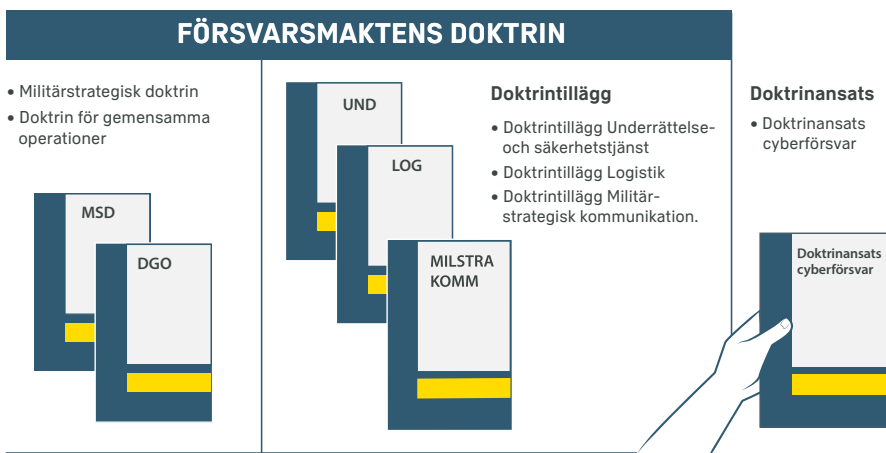 FÖRSVARSMAKTENS DOKTRIN
• Militärstrategisk doktrin
• Doktrin för gemensamma
operationer
MSD
DGO
UND
LOG
MILSTRA
KOMM
Doktrintillägg
• Doktrintillägg Underrättelse-
och säkerhetstjänst
• Doktrintillägg Logistik
• Doktrintillägg Militär-
strategisk kommunikation.
Doktrinansats
• Doktrinansats
cyberförsvar
Doktrinansats
cyberförsvar